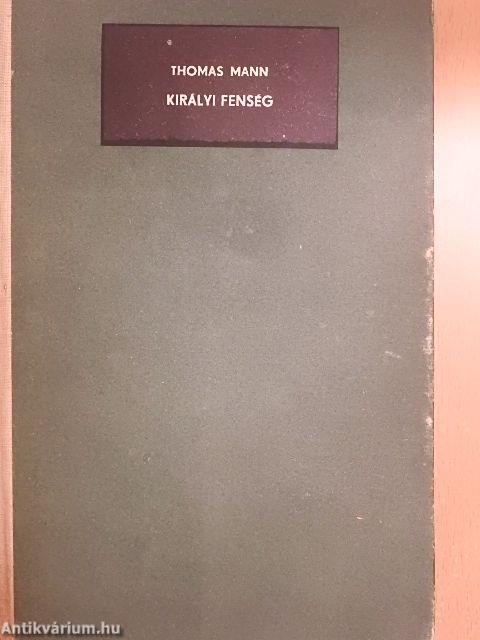 THOMAS MANN
KIRÁLYI FENSÉG
Antikvárium.hu